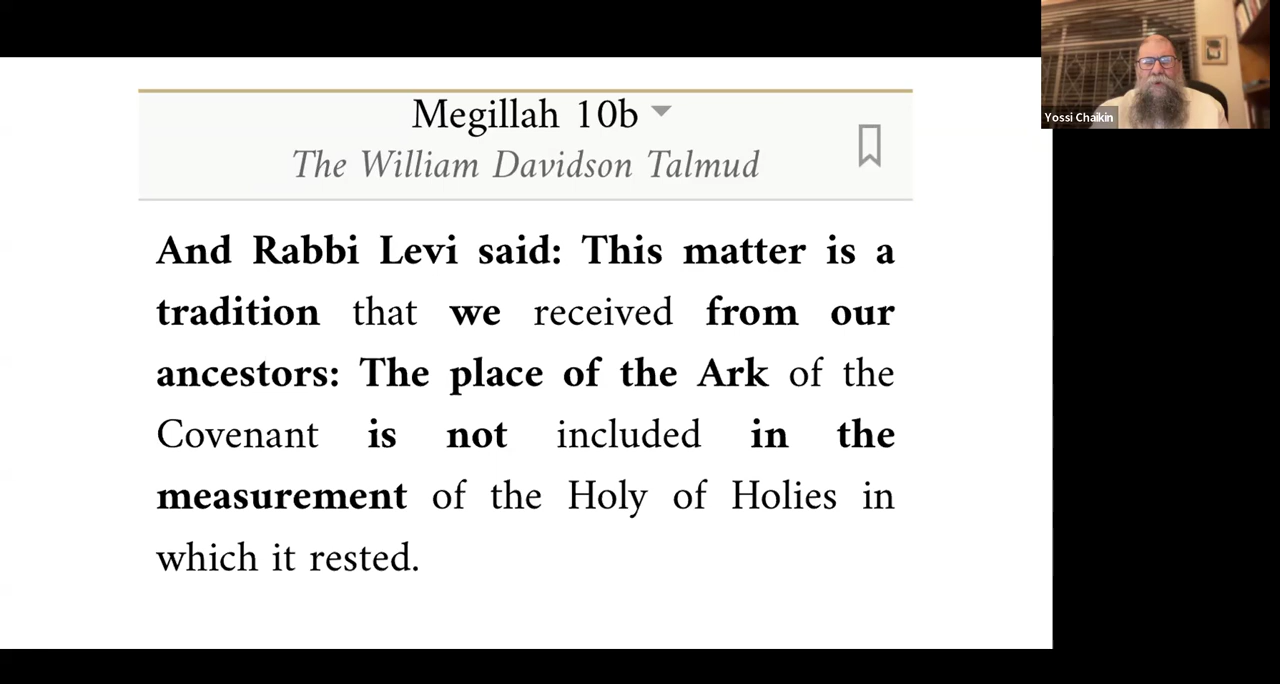 Megillah 10b
The William Davidson Talmud
Yossi Chaikin
And Rabbi Levi said: This matter is a
tradition that we received from our
ancestors: The place of the Ark of the
Covenant is not included in the
measurement of the Holy of Holies in
which it rested.